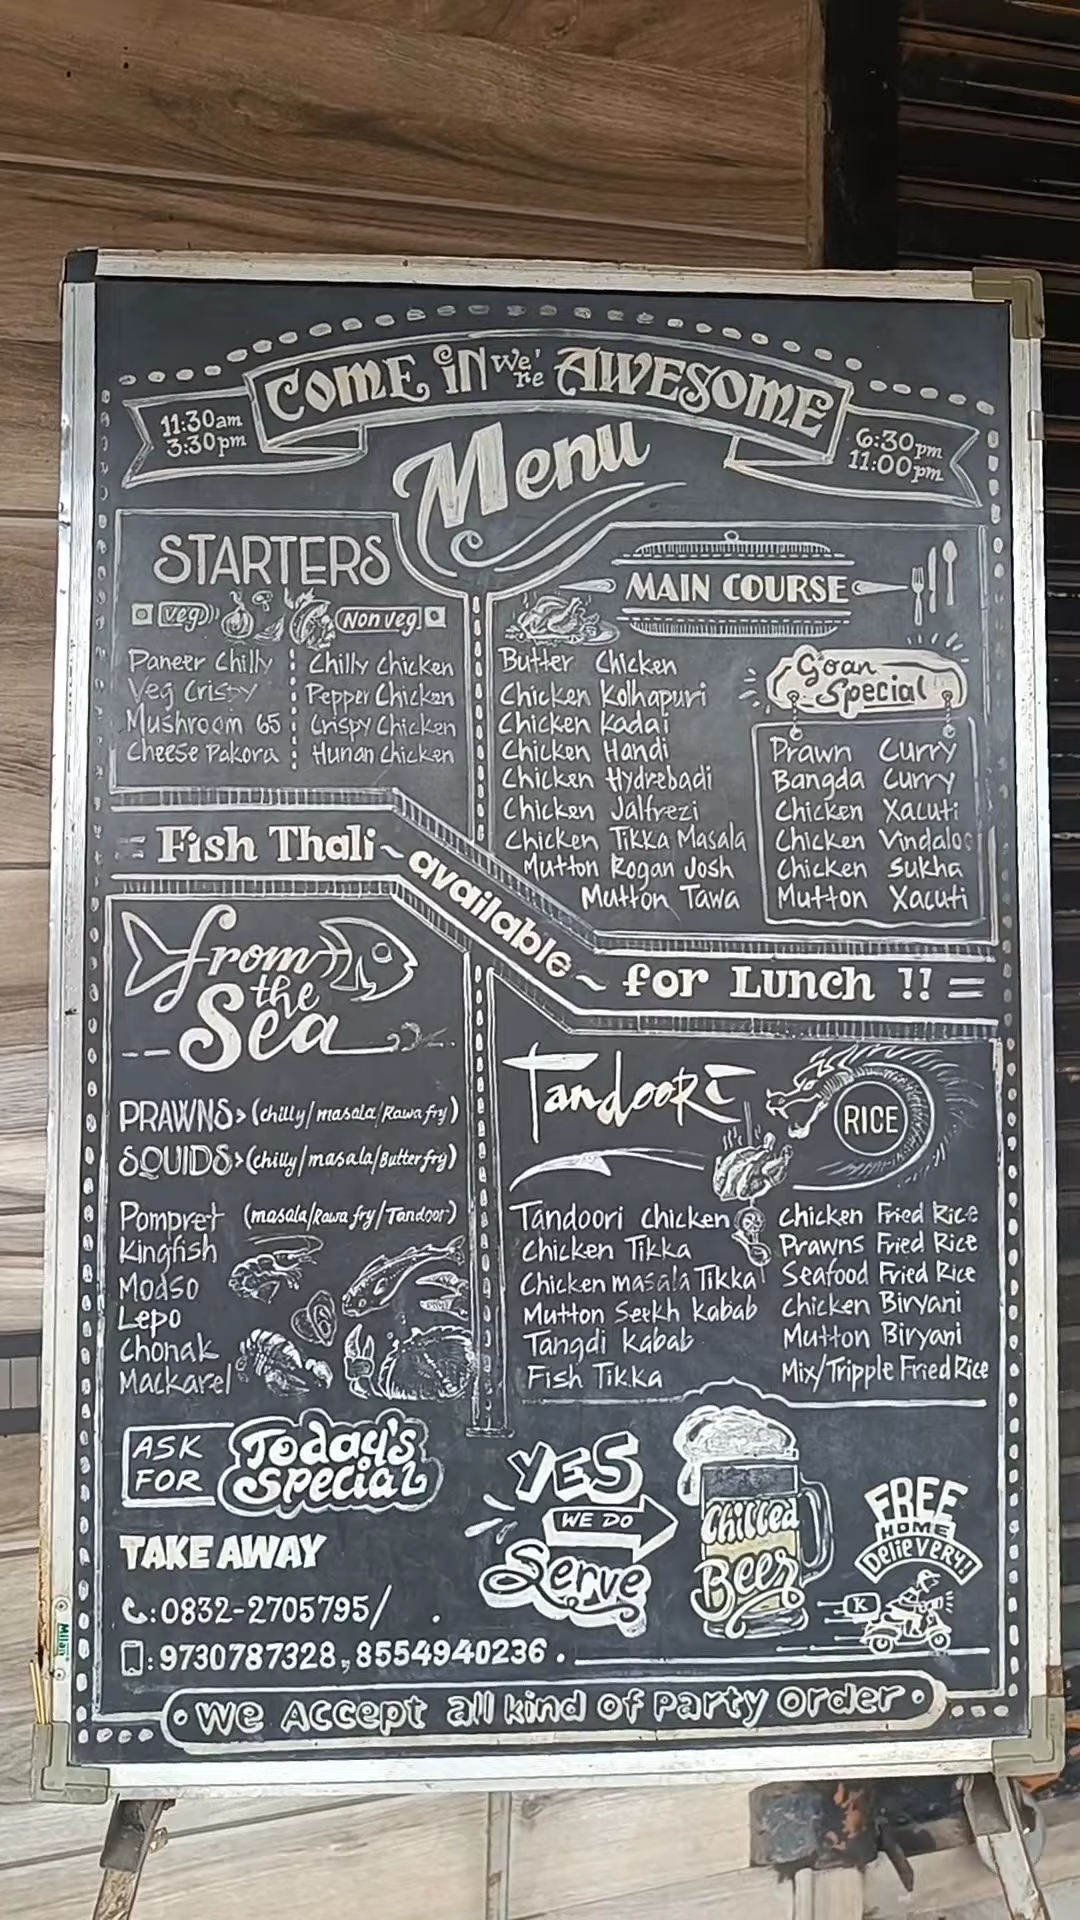 COME IN We're AWESOME
11:30am
3:30pm
6:30pm
11:00pm
Menu
STARTERS
Veg
Non veg.
Paneer Chilly
Veg Crispy
Mushroom 65
Cheese Pakora
Chilly Chicken
Pepper Chicken
Crispy Chicken
Hunan Chicken
MAIN COURSE
Butter Chicken
Chicken Kolhapuri
Chicken Kadai
Chicken Handi
Chicken Hydrebadi
Chicken Jalfrezi
Chicken Tikka Masala
Mutton Rogan Josh
Mutton Tawa
Goan
Special
Prawn Curry
Bangda Curry
Chicken Xacuti
Chicken Vindaloo
Chicken Sukha
Mutton Xacuti
= Fish Thali ~ available ~ for Lunch !! =
from
the
Sea
PRAWNS > (chilly/masala/Rawa fry)
SQUIDS > (chilly/masala/Butter fry)
Pompret (masala/Rawa fry/Tandoor)
Kingfish
Modso
Lepo
Chonak
Mackarel
Tandoori
Tandoori Chicken
Chicken Tikka
Chicken masala Tikka
Mutton Seekh Kabab
Tangdi Kabab
Fish Tikka
RICE
Chicken Fried Rice
Prawns Fried Rice
Seafood Fried Rice
Chicken Biryani
Mutton Biryani
Mix/Tripple Fried Rice
ASK
FOR
Today's
Special
TAKE AWAY
:0832-2705795/
:9730787328, 8554940236.
YES
WE DO
Serve
Chilled
Beer
FREE
HOME
DelieVERY!
K
• We Accept all kind of Party Order •